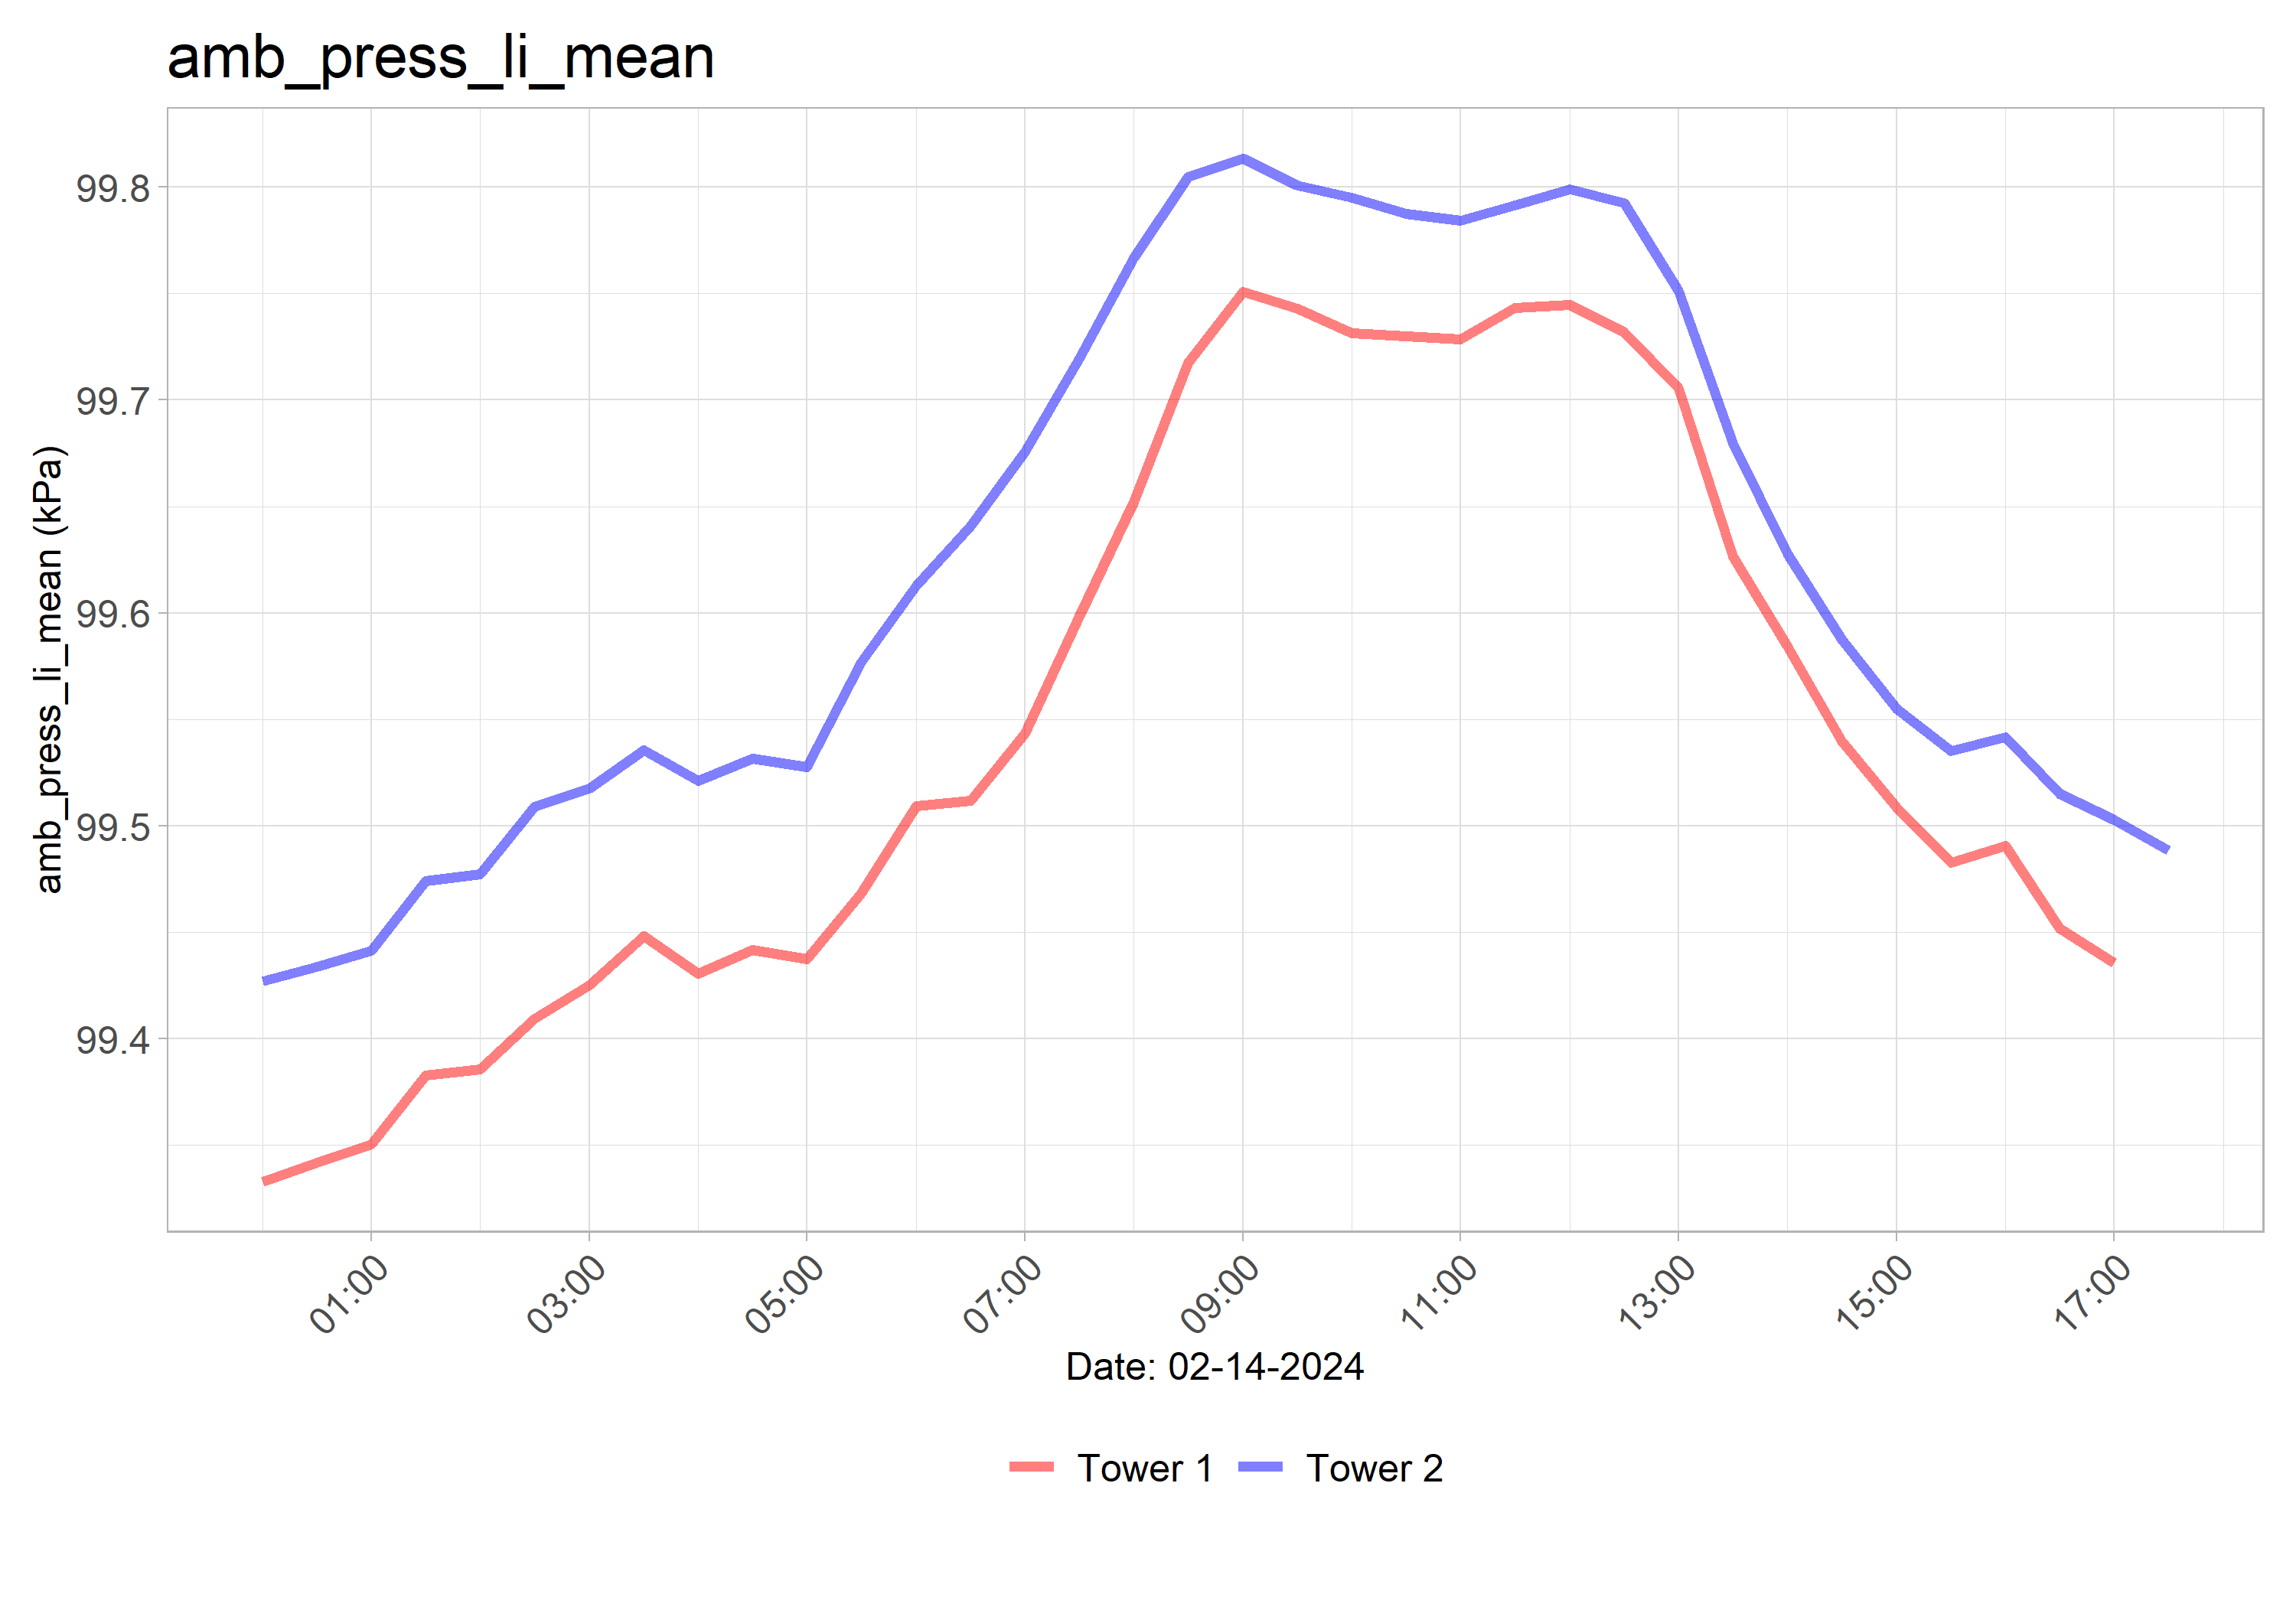 amb_press_li_mean
amb_press_li_mean (kPa)
99.8
99.7
99.6
99.5
99.4
01:00 03:00 05:00 07:00 09:00 11:00 13:00 15:00 17:00
Date: 02-14-2024
Tower 1 Tower 2